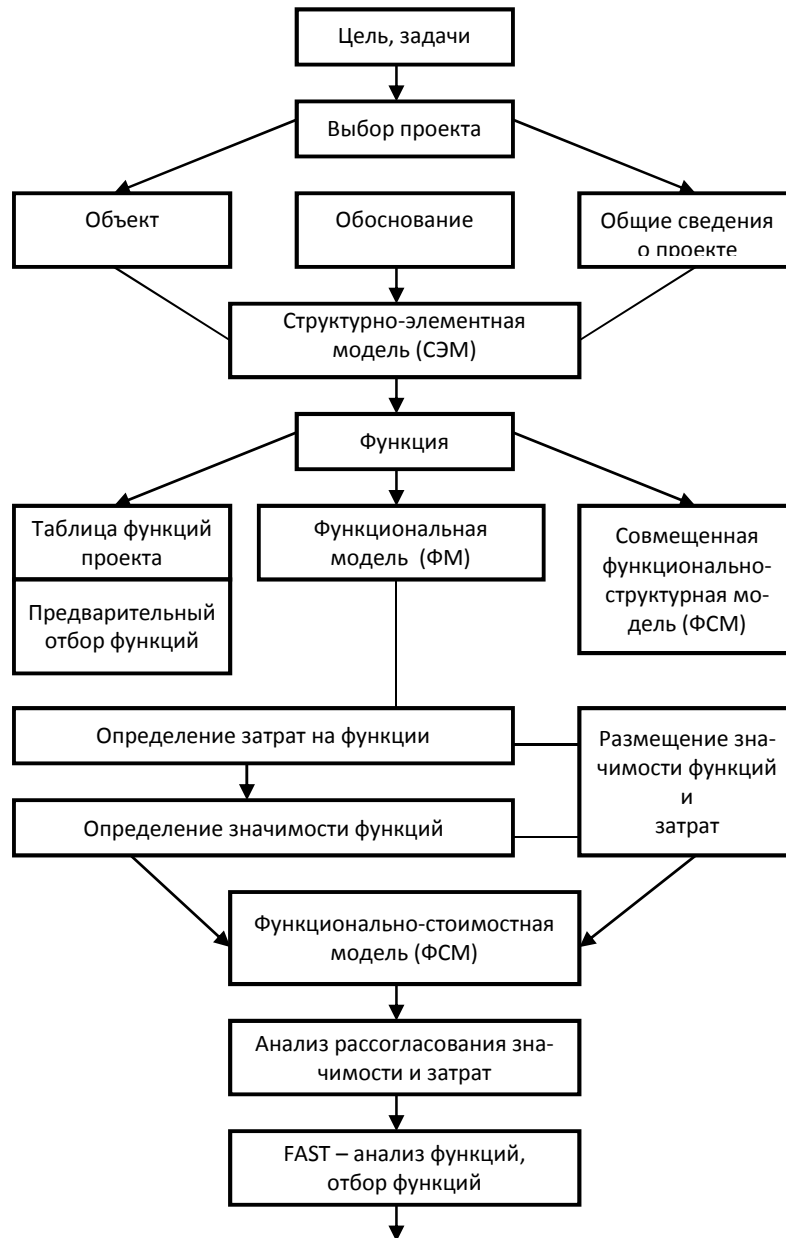 Цель, задачи
Выбор проекта
Объект
Обоснование
Общие сведения
о проекте
Структурно-элементная
модель (СЭМ)
Функция
Таблица функций
проекта
Предварительный
отбор функций
Функциональная
модель (ФМ)
Совмещенная
функционально-
структурная мо-
дель (ФСМ)
Определение затрат на функции
Определение значимости функций
Размещение зна-
чимости функций
и
затрат
Функционально-стоимостная
модель (ФСМ)
Анализ рассогласования зна-
чимости и затрат
FAST – анализ функций,
отбор функций